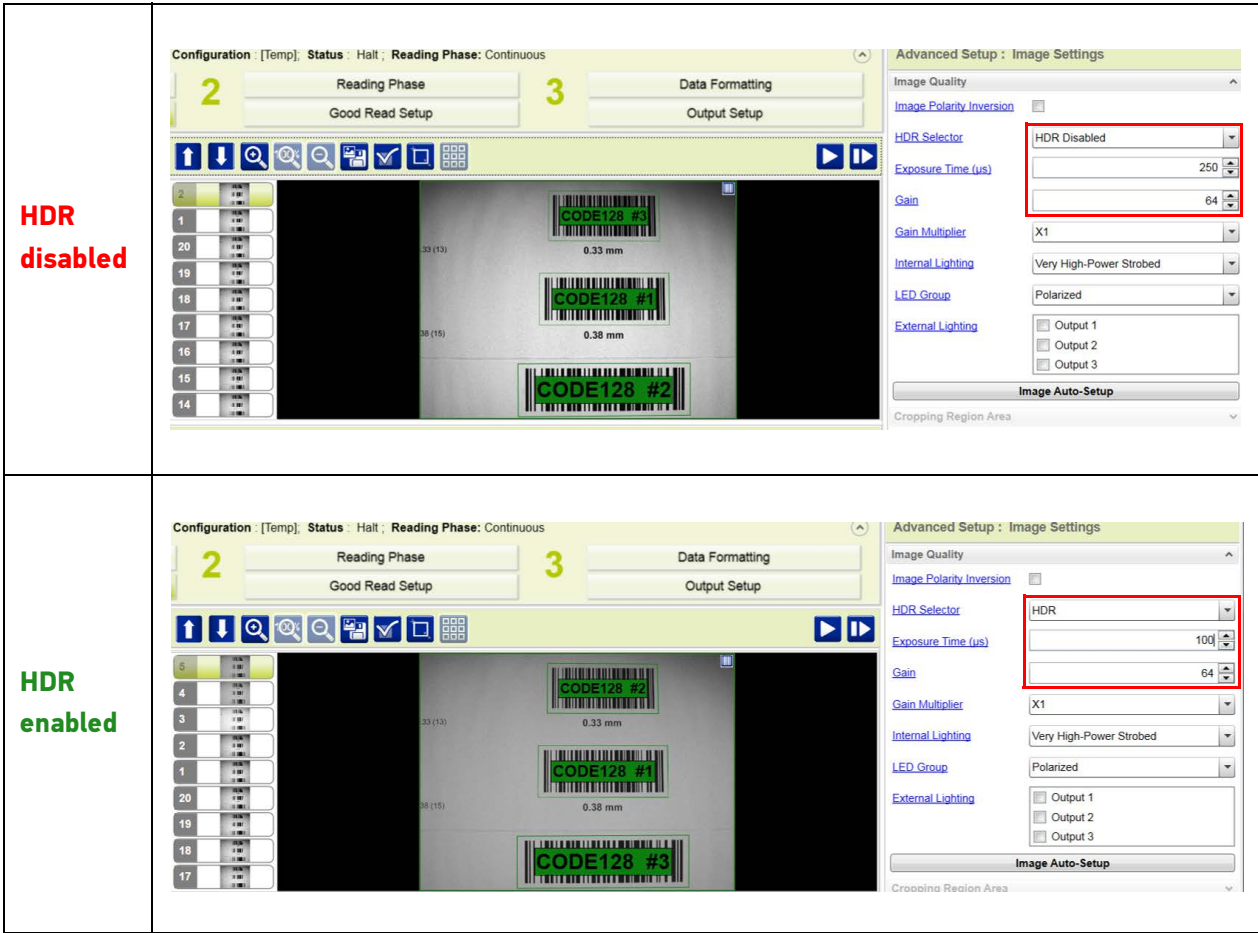 HDR
disabled
Configuration : [Temp]; Status : Halt ; Reading Phase: Continuous
2
Reading Phase
Good Read Setup
3
Data Formatting
Output Setup
2
1
20
19
18
17
16
15
14
CODE128 #3
.33 (13)
0.33 mm
CODE128 #1
38 (15)
0.38 mm
CODE128 #2
Advanced Setup : Image Settings
Image Quality
Image Polarity Inversion
HDR Selector HDR Disabled
Exposure Time (µs) 250
Gain 64
Gain Multiplier X1
Internal Lighting Very High-Power Strobed
LED Group Polarized
External Lighting Output 1
Output 2
Output 3
Image Auto-Setup
Cropping Region Area
HDR
enabled
Configuration : [Temp]; Status : Halt ; Reading Phase: Continuous
2
Reading Phase
Good Read Setup
3
Data Formatting
Output Setup
5
4
3
2
1
20
19
18
17
CODE128 #2
.33 (13)
0.33 mm
CODE128 #1
38 (15)
0.38 mm
CODE128 #3
Advanced Setup : Image Settings
Image Quality
Image Polarity Inversion
HDR Selector HDR
Exposure Time (µs) 100
Gain 64
Gain Multiplier X1
Internal Lighting Very High-Power Strobed
LED Group Polarized
External Lighting Output 1
Output 2
Output 3
Image Auto-Setup
Cropping Region Area